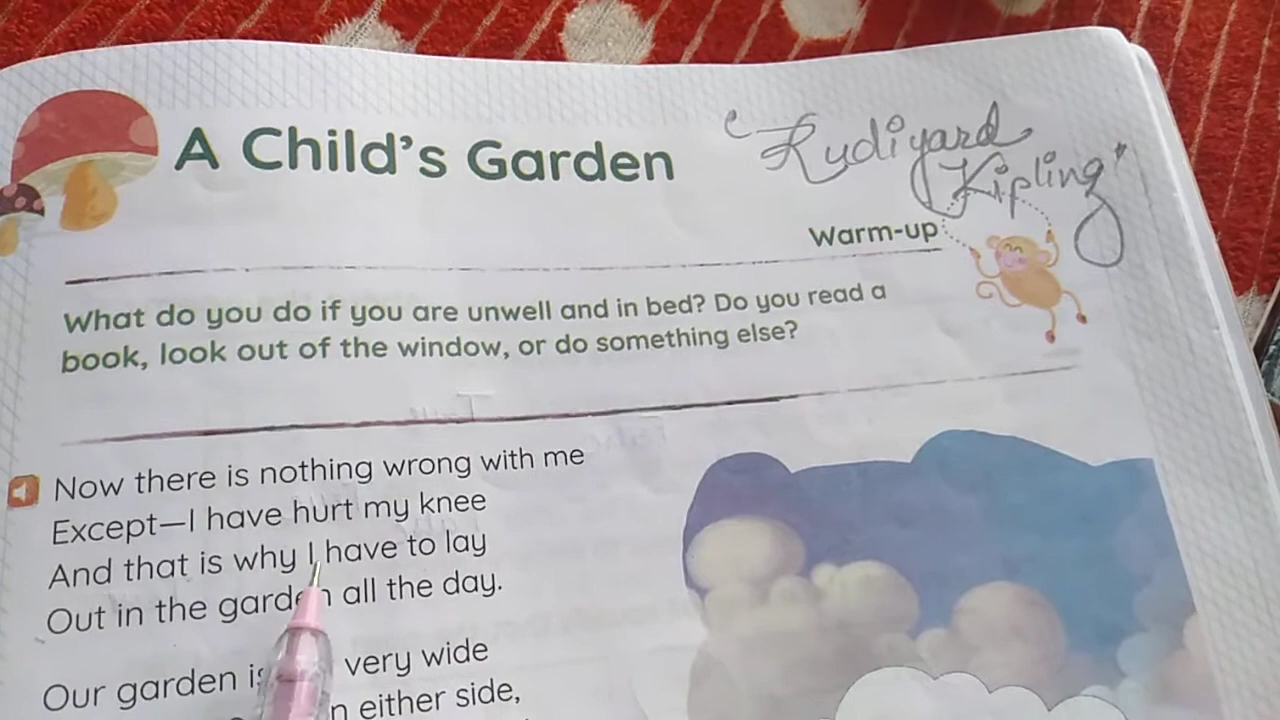 A Child's Garden
"Rudiyard
Kipling"
Warm-up
What do you do if you are unwell and in bed? Do you read a
book, look out of the window, or do something else?
Now there is nothing wrong with me
Except—I have hurt my knee
And that is why I have to lay
Out in the garden all the day.
Our garden is very wide
either side,